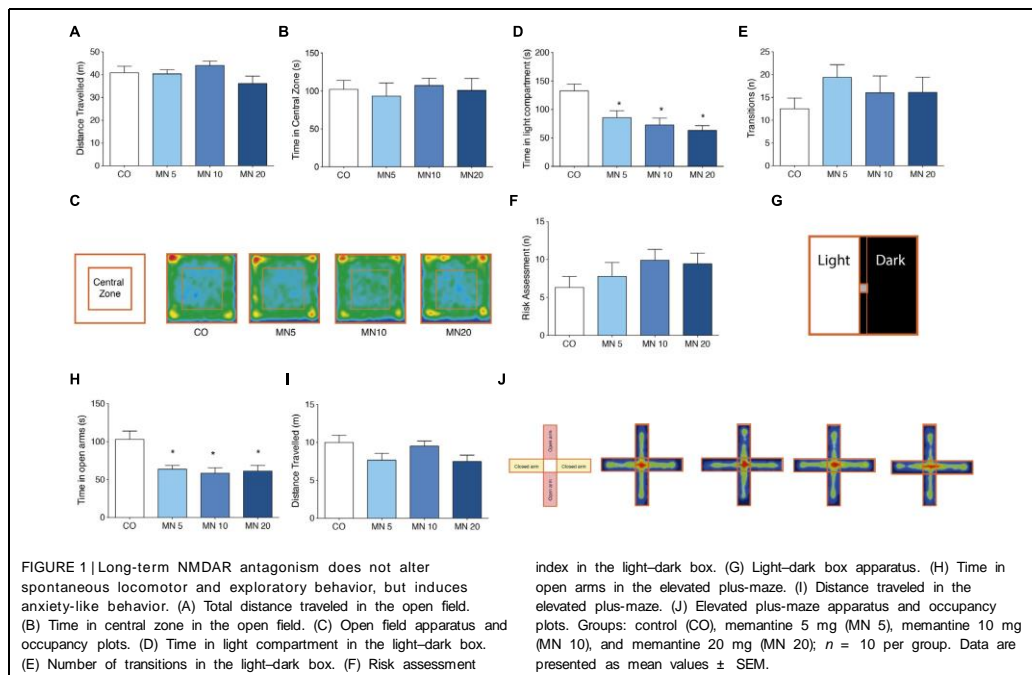 A
B
D
E
Distance Travelled (m)
50
40
30
20
10
0
CO
MN 5
MN 10
MN 20
Time in Central Zone (s)
150
100
50
0
CO
MN5
MN10
MN20
Time in light compartment (s)
200
150
100
50
0
CO
MN 5
MN 10
MN 20
* * *
Transitions (n)
25
20
15
10
5
0
CO
MN 5
MN 10
MN 20
C
F
G
Central
Zone
CO
MN5
MN10
MN20
Risk Assessment (n)
15
10
5
0
CO
MN 5
MN 10
MN 20
Light
Dark
H
I
J
Time in open arms (s)
150
100
50
0
CO
MN 5
MN 10
MN 20
* * *
Distance Travelled (m)
15
10
5
0
CO
MN 5
MN 10
MN 20
Open arm
Closed arm
Closed arm
Open arm
FIGURE 1 | Long-term NMDAR antagonism does not alter
spontaneous locomotor and exploratory behavior, but induces
anxiety-like behavior. (A) Total distance traveled in the open field.
(B) Time in central zone in the open field. (C) Open field apparatus and
occupancy plots. (D) Time in light compartment in the light–dark box.
(E) Number of transitions in the light–dark box. (F) Risk assessment
index in the light–dark box. (G) Light–dark box apparatus. (H) Time in
open arms in the elevated plus-maze. (I) Distance traveled in the
elevated plus-maze. (J) Elevated plus-maze apparatus and occupancy
plots. Groups: control (CO), memantine 5 mg (MN 5), memantine 10 mg
(MN 10), and memantine 20 mg (MN 20); n = 10 per group. Data are
presented as mean values ± SEM.